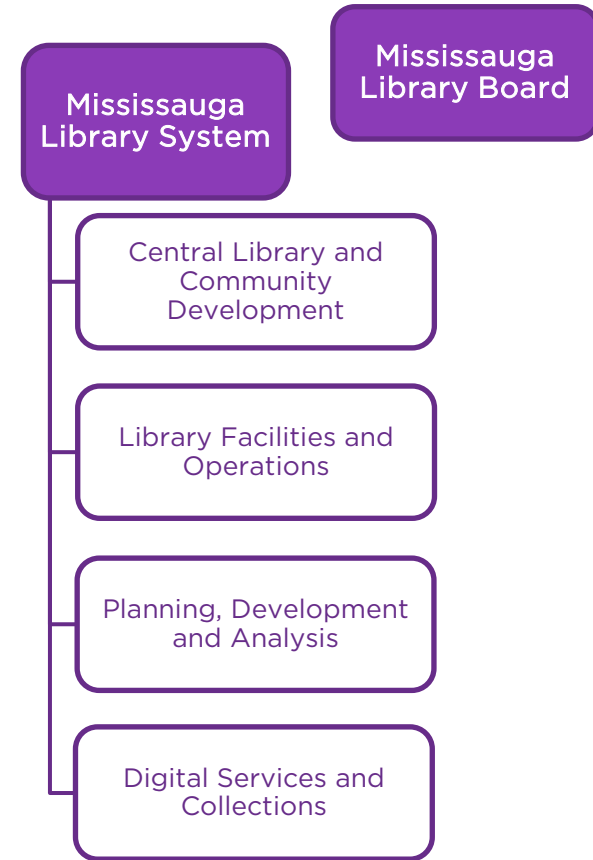 Mississauga
Library System
Mississauga
Library Board
Central Library and
Community
Development
Library Facilities and
Operations
Planning, Development
and Analysis
Digital Services and
Collections